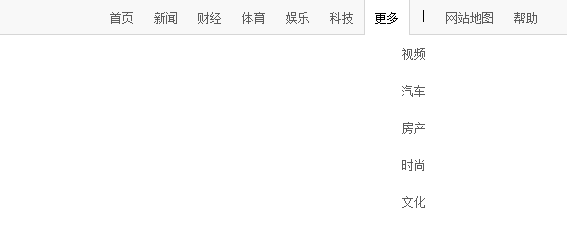 首页 新闻 财经 体育 娱乐 科技 更多 | 网站地图 帮助
视频
汽车
房产
时尚
文化